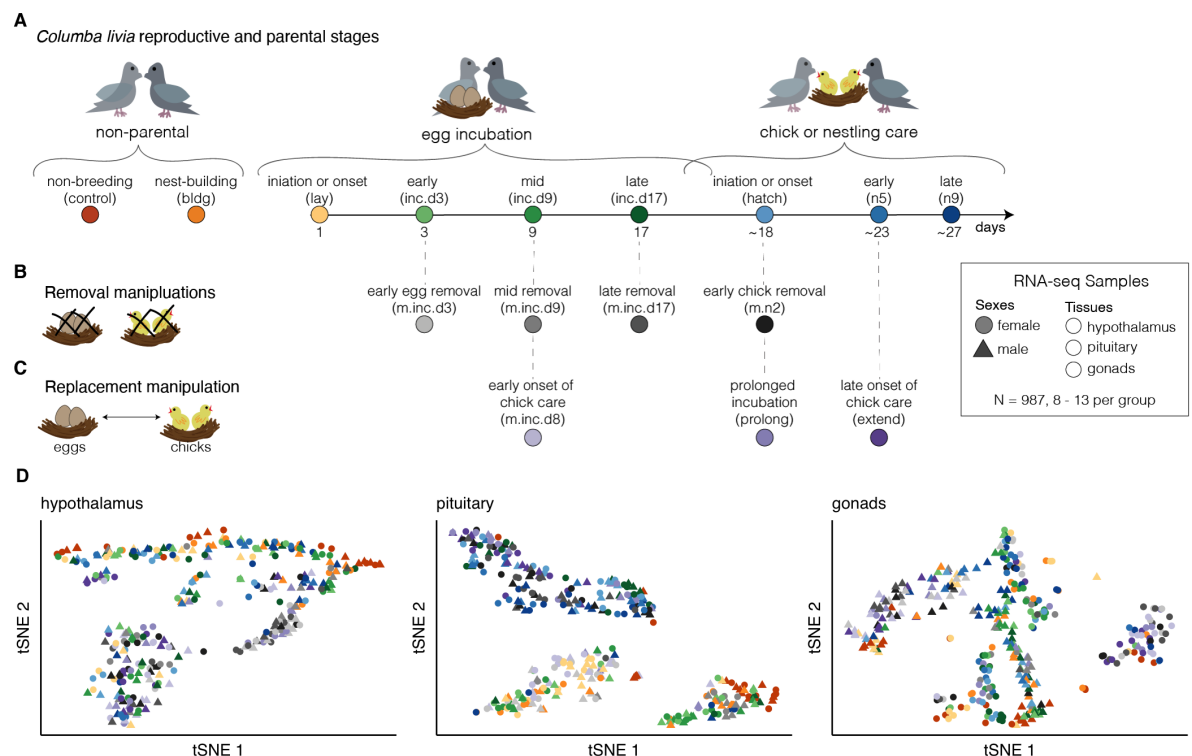 A
Columba livia reproductive and parental stages
non-parental
egg incubation
chick or nestling care
non-breeding
(control)
nest-building
(bldg)
iniation or onset
(lay)
early
(inc.d3)
mid
(inc.d9)
late
(inc.d17)
iniation or onset
(hatch)
early
(n5)
late
(n9)
1
3
9
17
~18
~23
~27
days
B
Removal manipluations
early egg removal
(m.inc.d3)
mid removal
(m.inc.d9)
late removal
(m.inc.d17)
early chick removal
(m.n2)
C
Replacement manipulation
eggs
chicks
early onset of
chick care
(m.inc.d8)
prolonged
incubation
(prolong)
late onset of
chick care
(extend)
RNA-seq Samples
Sexes
female
male
Tissues
hypothalamus
pituitary
gonads
N = 987, 8 - 13 per group
D
hypothalamus
tSNE 2
tSNE 1
pituitary
tSNE 2
tSNE 1
gonads
tSNE 2
tSNE 1